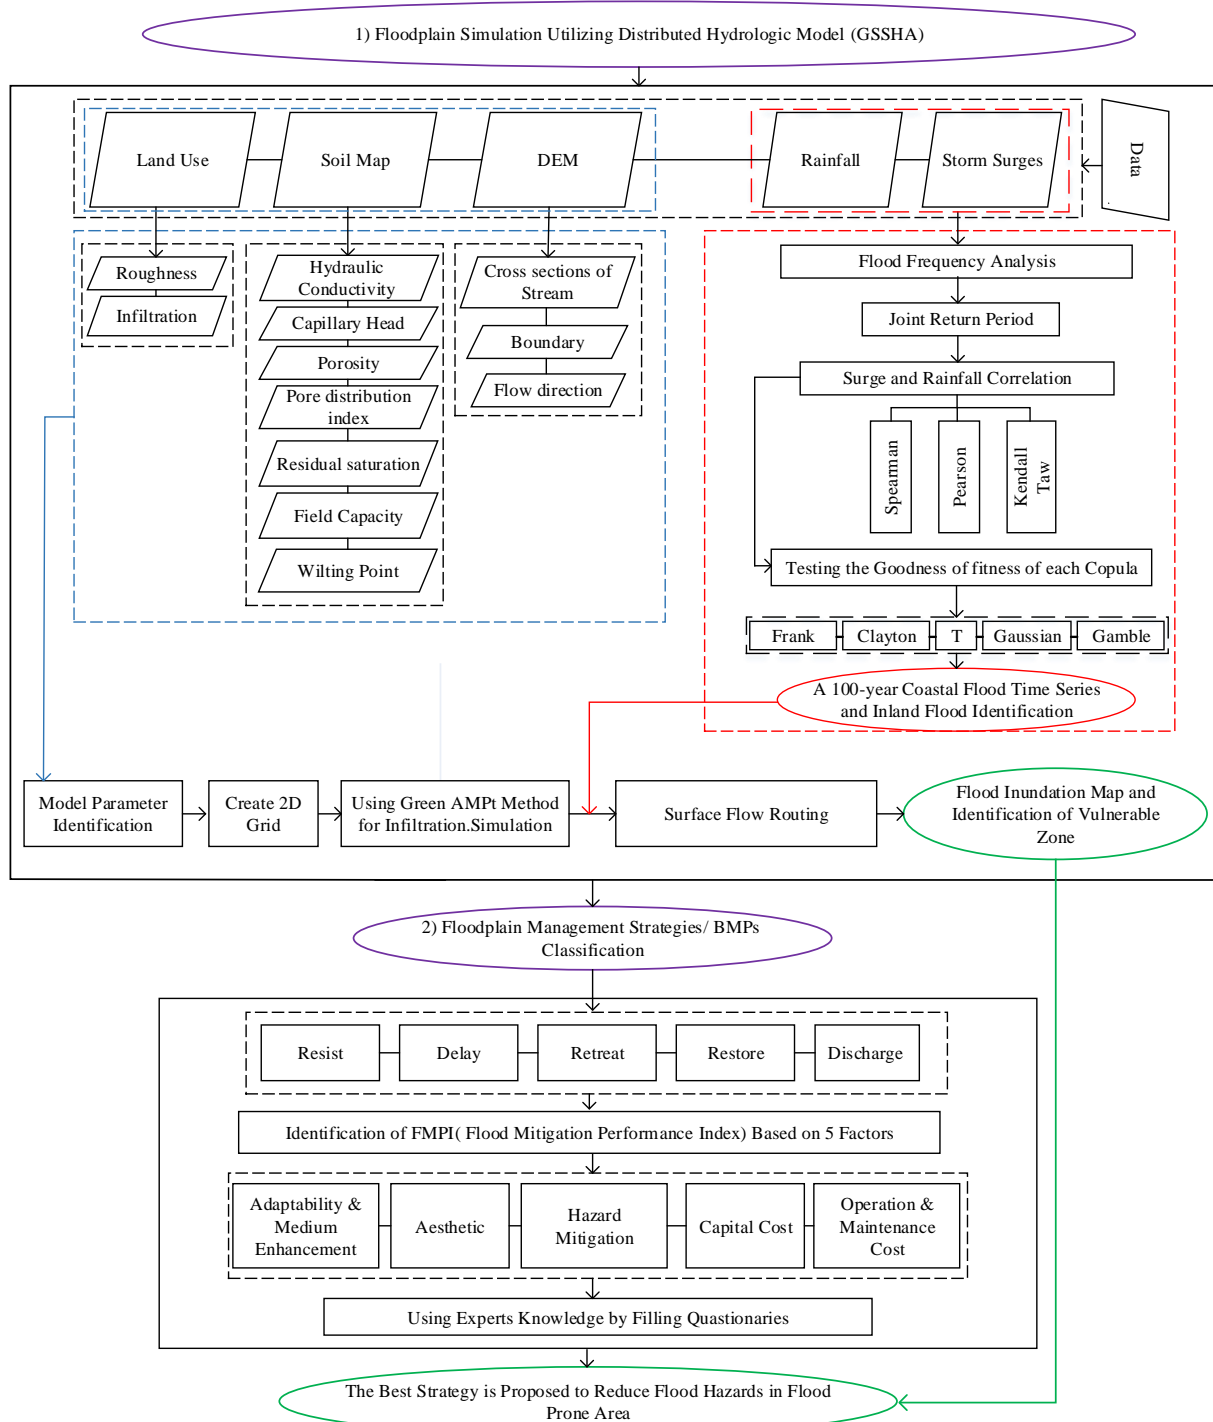 1) Floodplain Simulation Utilizing Distributed Hydrologic Model (GSSHA)
Land Use
Soil Map
DEM
Rainfall
Storm Surges
Data
Roughness
Infiltration
Hydraulic
Conductivity
Capillary Head
Porosity
Pore distribution
index
Residual saturation
Field Capacity
Wilting Point
Cross sections of
Stream
Boundary
Flow direction
Flood Frequency Analysis
Joint Return Period
Surge and Rainfall Correlation
Spearman
Pearson
Kendall
Taw
Testing the Goodness of fitness of each Copula
Frank
Clayton
T
Gaussian
Gamble
A 100-year Coastal Flood Time Series
and Inland Flood Identification
Model Parameter
Identification
Create 2D
Grid
Using Green AMPt Method
for Infiltration.Simulation
Surface Flow Routing
Flood Inundation Map and
Identification of Vulnerable
Zone
2) Floodplain Management Strategies/ BMPs
Classification
Resist
Delay
Retreat
Restore
Discharge
Identification of FMPI( Flood Mitigation Performance Index) Based on 5 Factors
Adaptability &
Medium
Enhancement
Aesthetic
Hazard
Mitigation
Capital Cost
Operation &
Maintenance
Cost
Using Experts Knowledge by Filling Quastionaries
The Best Strategy is Proposed to Reduce Flood Hazards in Flood
Prone Area